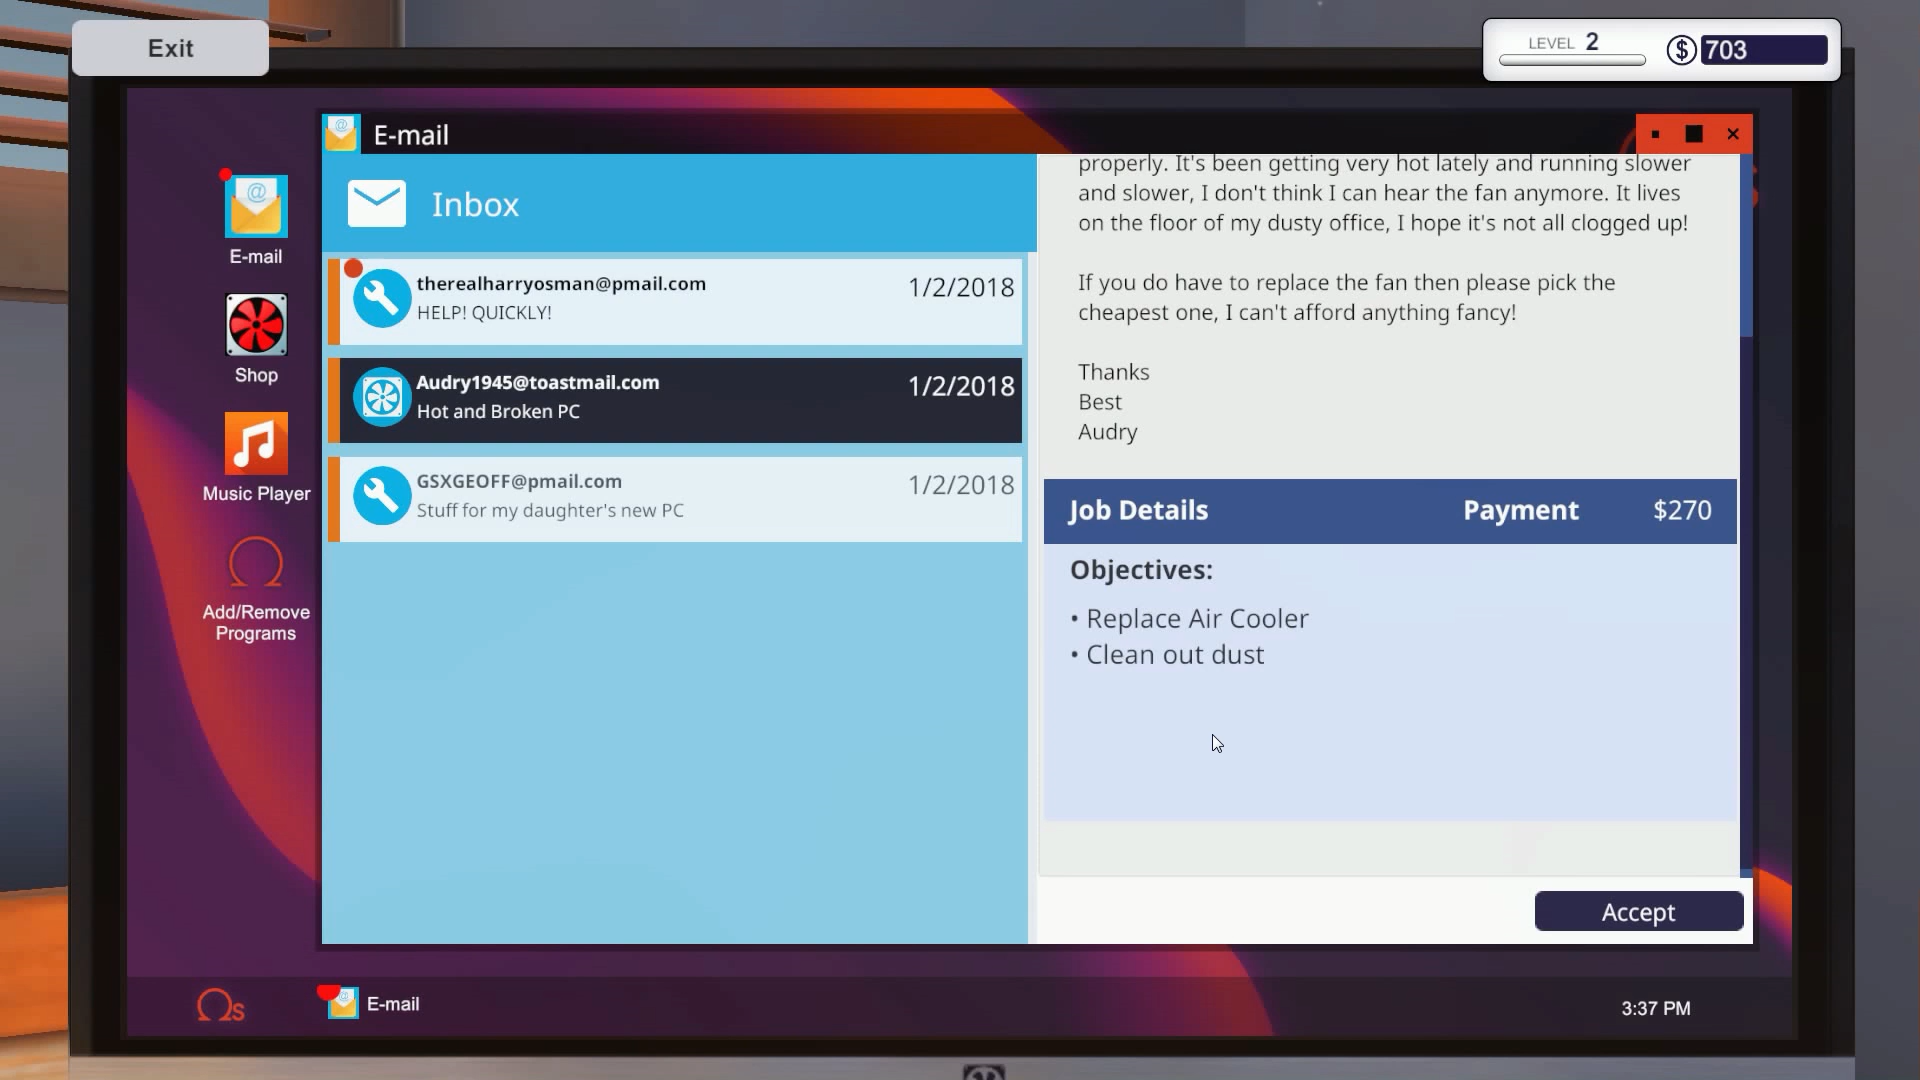 Exit
LEVEL 2
$ 703
E-mail
E-mail
Shop
Music Player
Add/Remove
Programs
Inbox
therealharryosman@pmail.com
1/2/2018
HELP! QUICKLY!
Audry1945@toastmail.com
1/2/2018
Hot and Broken PC
GSXGEOFF@pmail.com
1/2/2018
Stuff for my daughter's new PC
properly. It's been getting very hot lately and running slower
and slower, I don't think I can hear the fan anymore. It lives
on the floor of my dusty office, I hope it's not all clogged up!
If you do have to replace the fan then please pick the
cheapest one, I can't afford anything fancy!
Thanks
Best
Audry
Job Details
Payment
$270
Objectives:
• Replace Air Cooler
• Clean out dust
Accept
Ωs
E-mail
3:37 PM